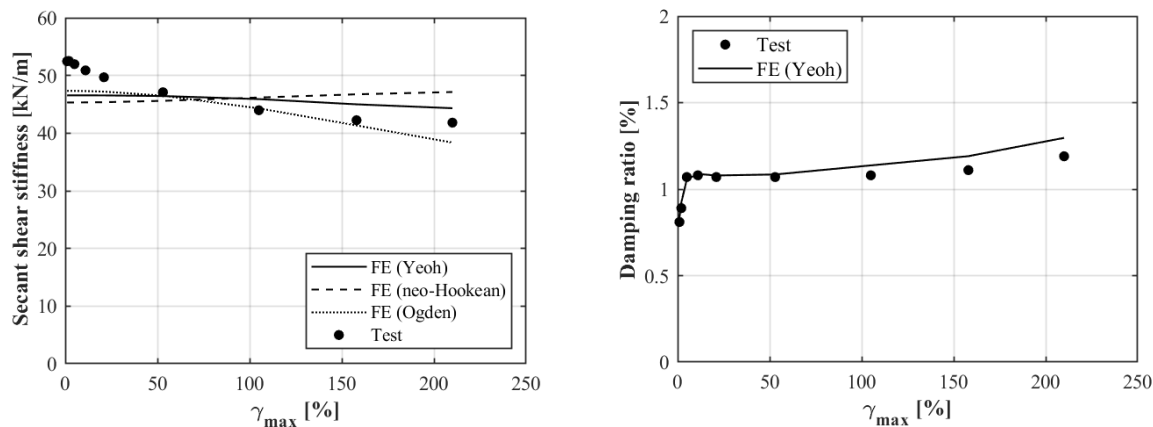 60
50
40
30
20
10
0
0 50 100 150 200 250
Secant shear stiffness [kN/m]
γmax [%]
FE (Yeoh)
FE (neo-Hookean)
FE (Ogden)
Test
2
1.5
1
0.5
0
0 50 100 150 200 250
Damping ratio [%]
γmax [%]
Test
FE (Yeoh)